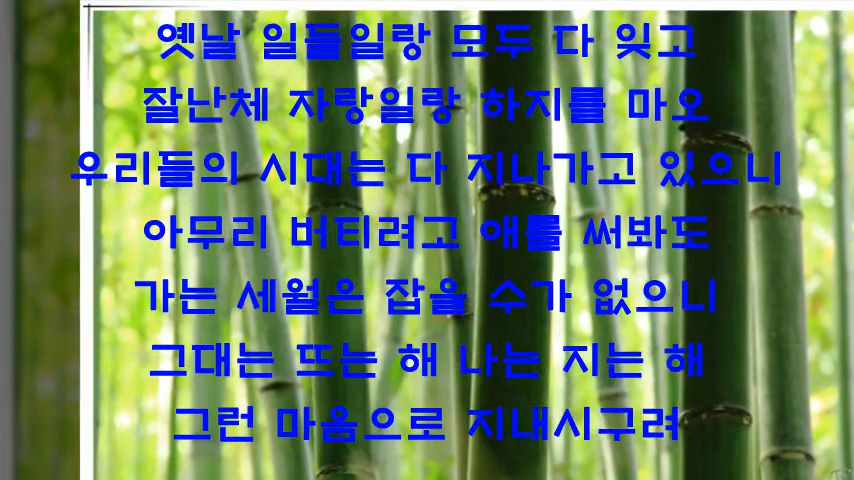 옛날 일들일랑 모두 다 잊고
잘난체 자랑일랑 하지를 마오
우리들의 시대는 다 지나가고 있으니
아무리 버티려고 애를 써봐도
가는 세월은 잡을 수가 없으니
그대는 뜨는 해 나는 지는 해
그런 마음으로 지내시구려